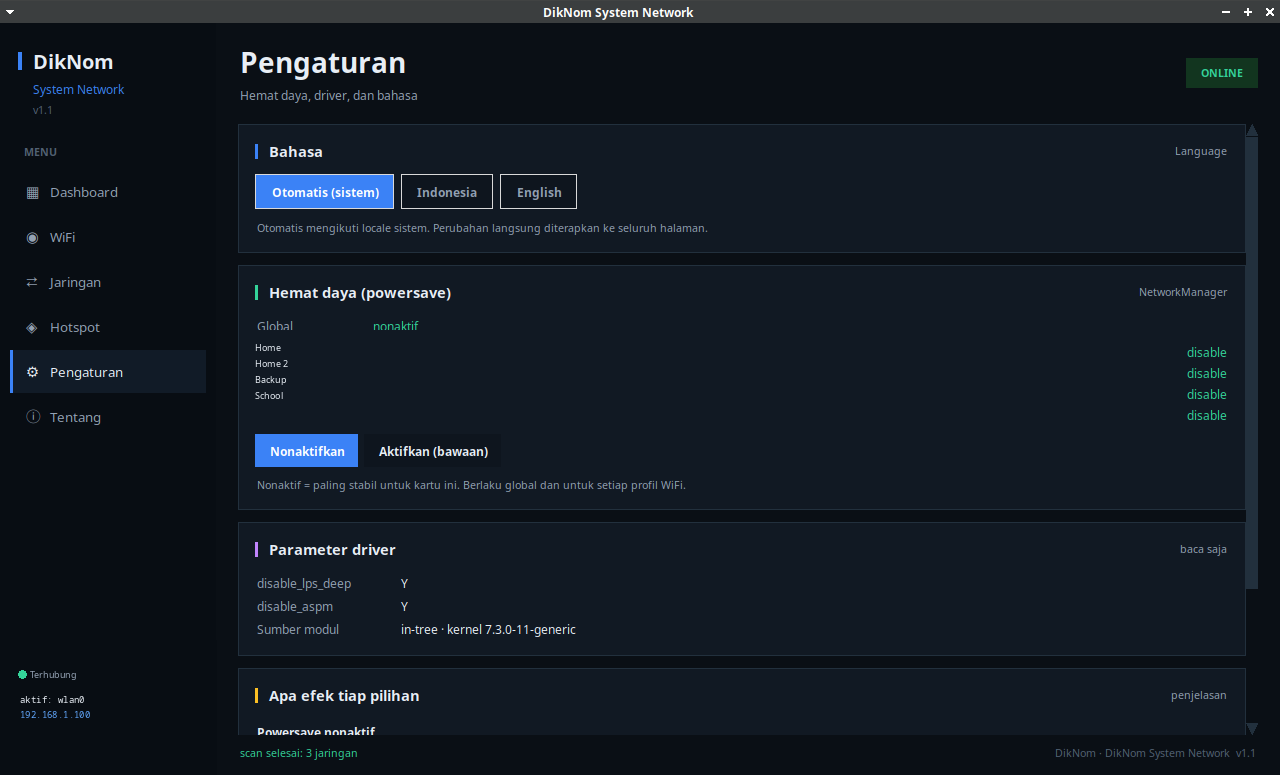 DikNom System Network
DikNom
System Network
v1.1
MENU
Dashboard
WiFi
Jaringan
Hotspot
Pengaturan
Tentang
Terhubung
aktif: wlan0
192.168.1.100
Pengaturan
Hemat daya, driver, dan bahasa
ONLINE
Bahasa Language
Otomatis (sistem) Indonesia English
Otomatis mengikuti locale sistem. Perubahan langsung diterapkan ke seluruh halaman.
Hemat daya (powersave) NetworkManager
Global nonaktif
Home disable
Home 2 disable
Backup disable
School disable
Nonaktifkan Aktifkan (bawaan)
Nonaktif = paling stabil untuk kartu ini. Berlaku global dan untuk setiap profil WiFi.
Parameter driver baca saja
disable_lps_deep Y
disable_aspm Y
Sumber modul in-tree · kernel 7.3.0-11-generic
Apa efek tiap pilihan penjelasan
Powersave nonaktif
scan selesai: 3 jaringan
DikNom · DikNom System Network v1.1